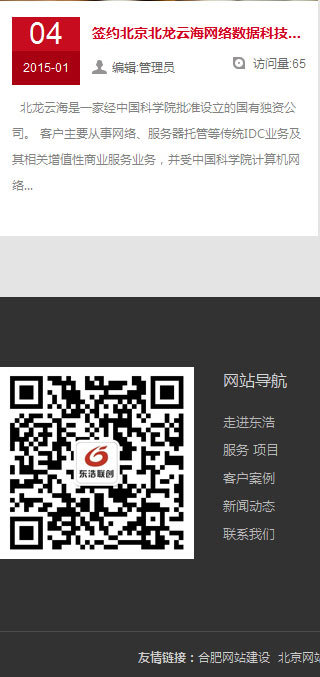 04
2015-01
签约北京北龙云海网络数据科技...
编辑:管理员
访问量:65
北龙云海是一家经中国科学院批准设立的国有独资公
司。 客户主要从事网络、服务器托管等传统IDC业务及
其相关增值性商业服务业务，并受中国科学院计算机网
络...
东浩联创
网站导航
走进东浩
服务 项目
客户案例
新闻动态
联系我们
友情链接：合肥网站建设 北京网站